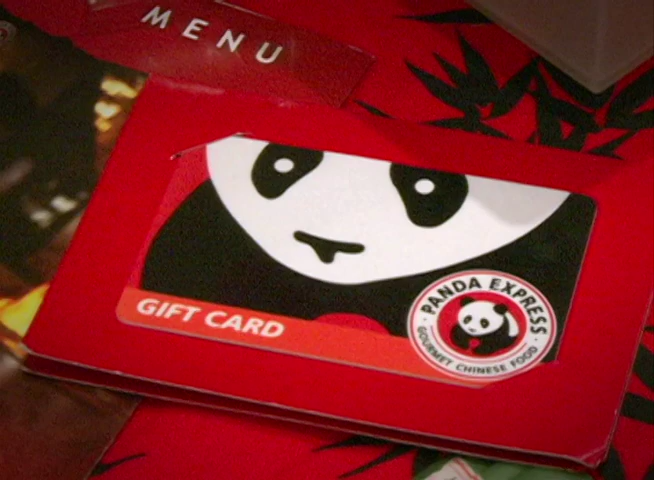 MENU
GIFT CARD
· PANDA EXPRESS ·
GOURMET CHINESE FOOD